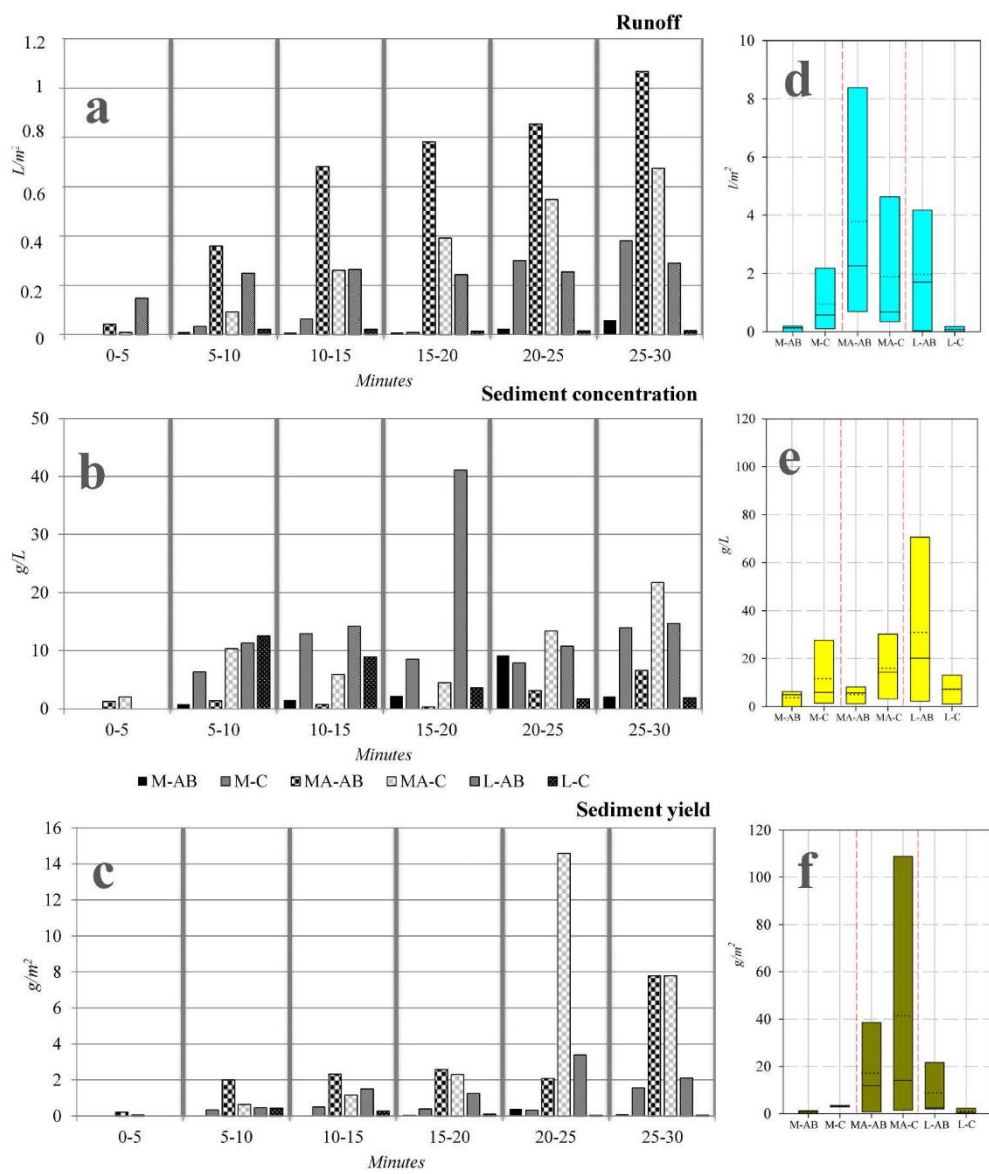 Runoff
a
L/m²
1.2
1
0.8
0.6
0.4
0.2
0
0-5 5-10 10-15 15-20 20-25 25-30
Minutes
d
l/m²
10
8
6
4
2
0
M-AB M-C MA-AB MA-C L-AB L-C
Sediment concentration
b
g/L
50
40
30
20
10
0
0-5 5-10 10-15 15-20 20-25 25-30
Minutes
M-AB M-C MA-AB MA-C L-AB L-C
e
g/L
120
100
80
60
40
20
0
M-AB M-C MA-AB MA-C L-AB L-C
Sediment yield
c
g/m²
16
14
12
10
8
6
4
2
0
0-5 5-10 10-15 15-20 20-25 25-30
Minutes
f
g/m²
120
100
80
60
40
20
0
M-AB M-C MA-AB MA-C L-AB L-C